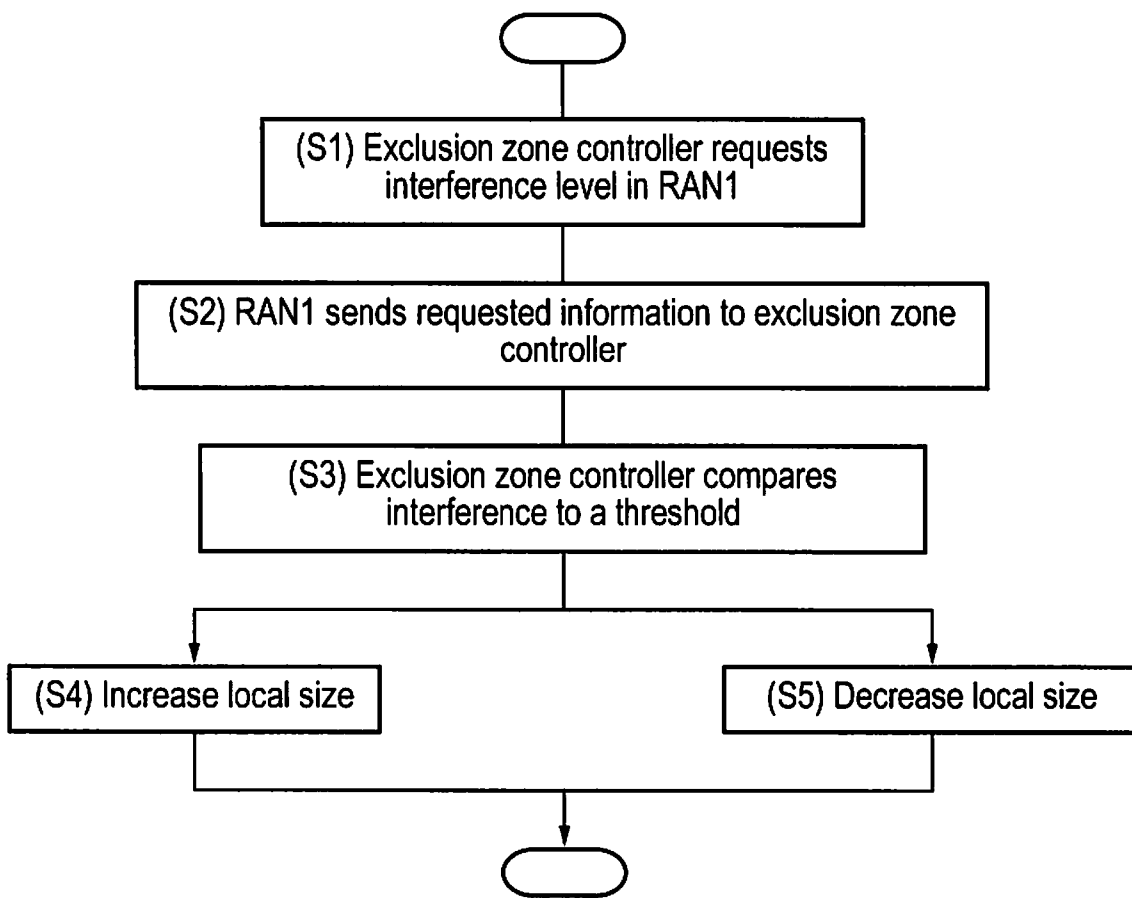 (S1) Exclusion zone controller requests
interference level in RAN1
(S2) RAN1 sends requested information to exclusion zone
controller
(S3) Exclusion zone controller compares
interference to a threshold
(S4) Increase local size
(S5) Decrease local size